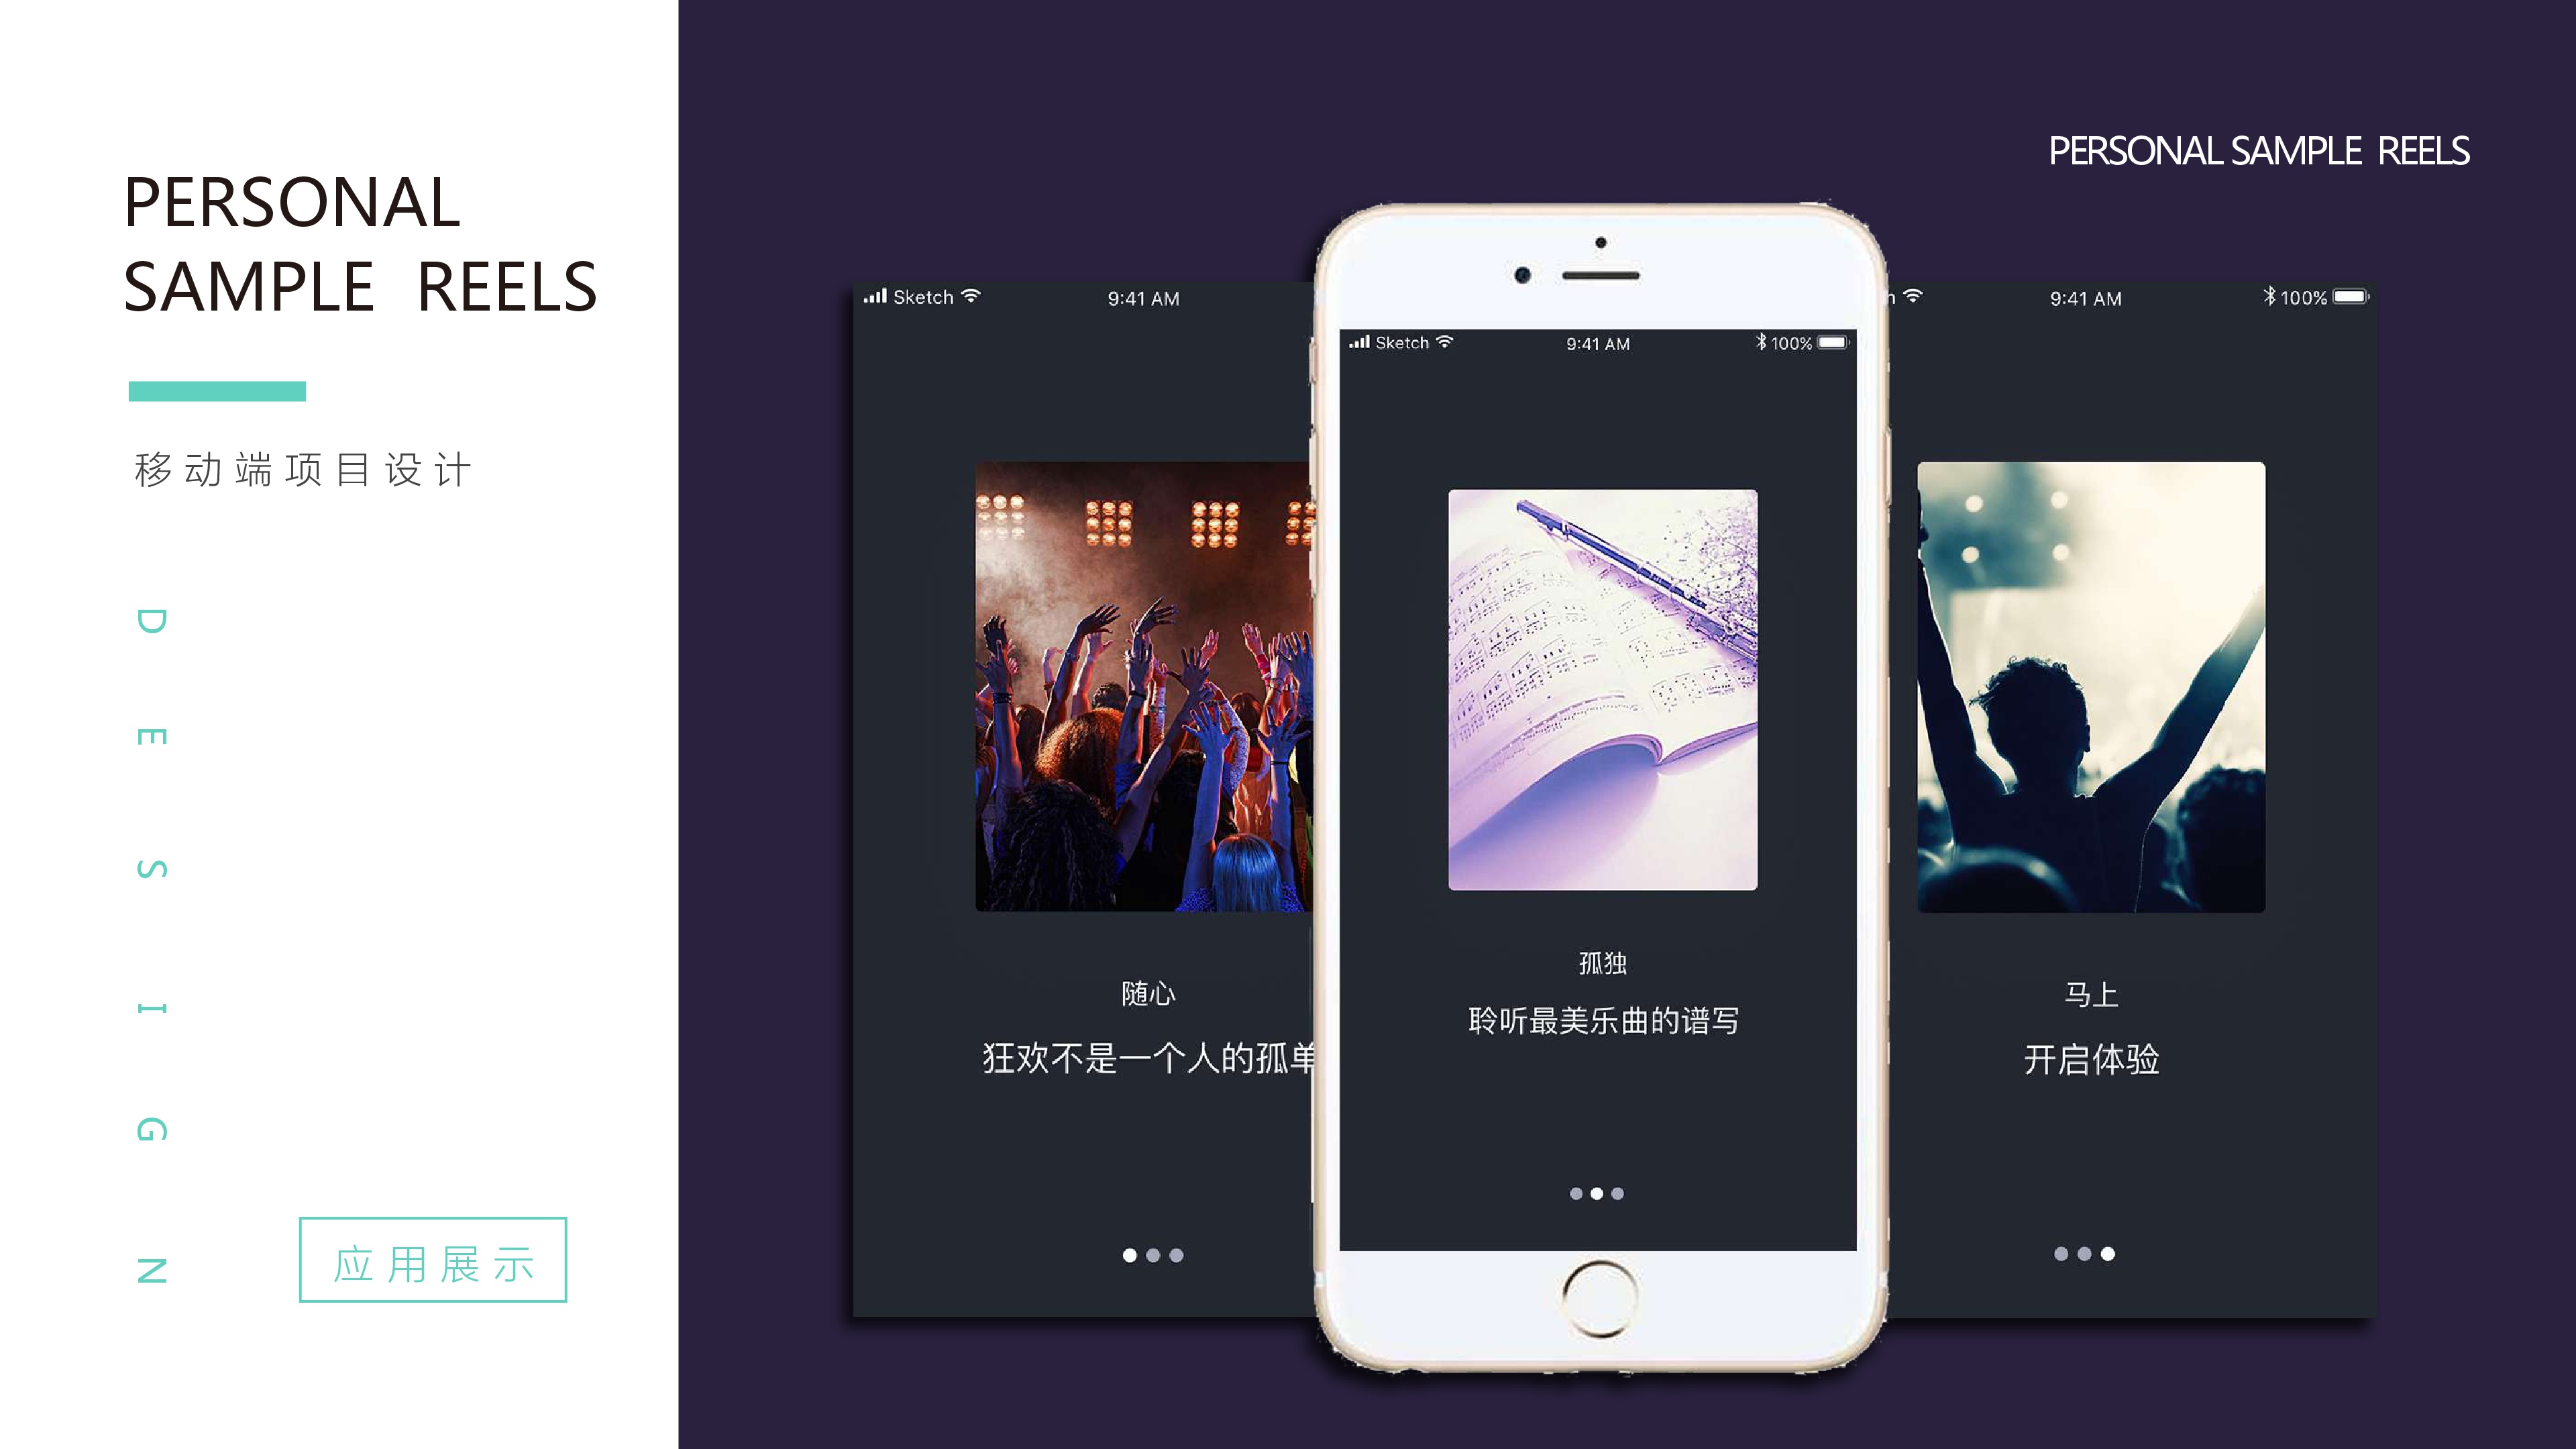 PERSONAL
SAMPLE REELS
移动端项目设计
DESIGN
应用展示
PERSONAL SAMPLE REELS
Sketch 9:41 AM
随心
狂欢不是一个人的孤单
Sketch 9:41 AM 100%
孤独
聆听最美乐曲的谱写
9:41 AM 100%
马上
开启体验